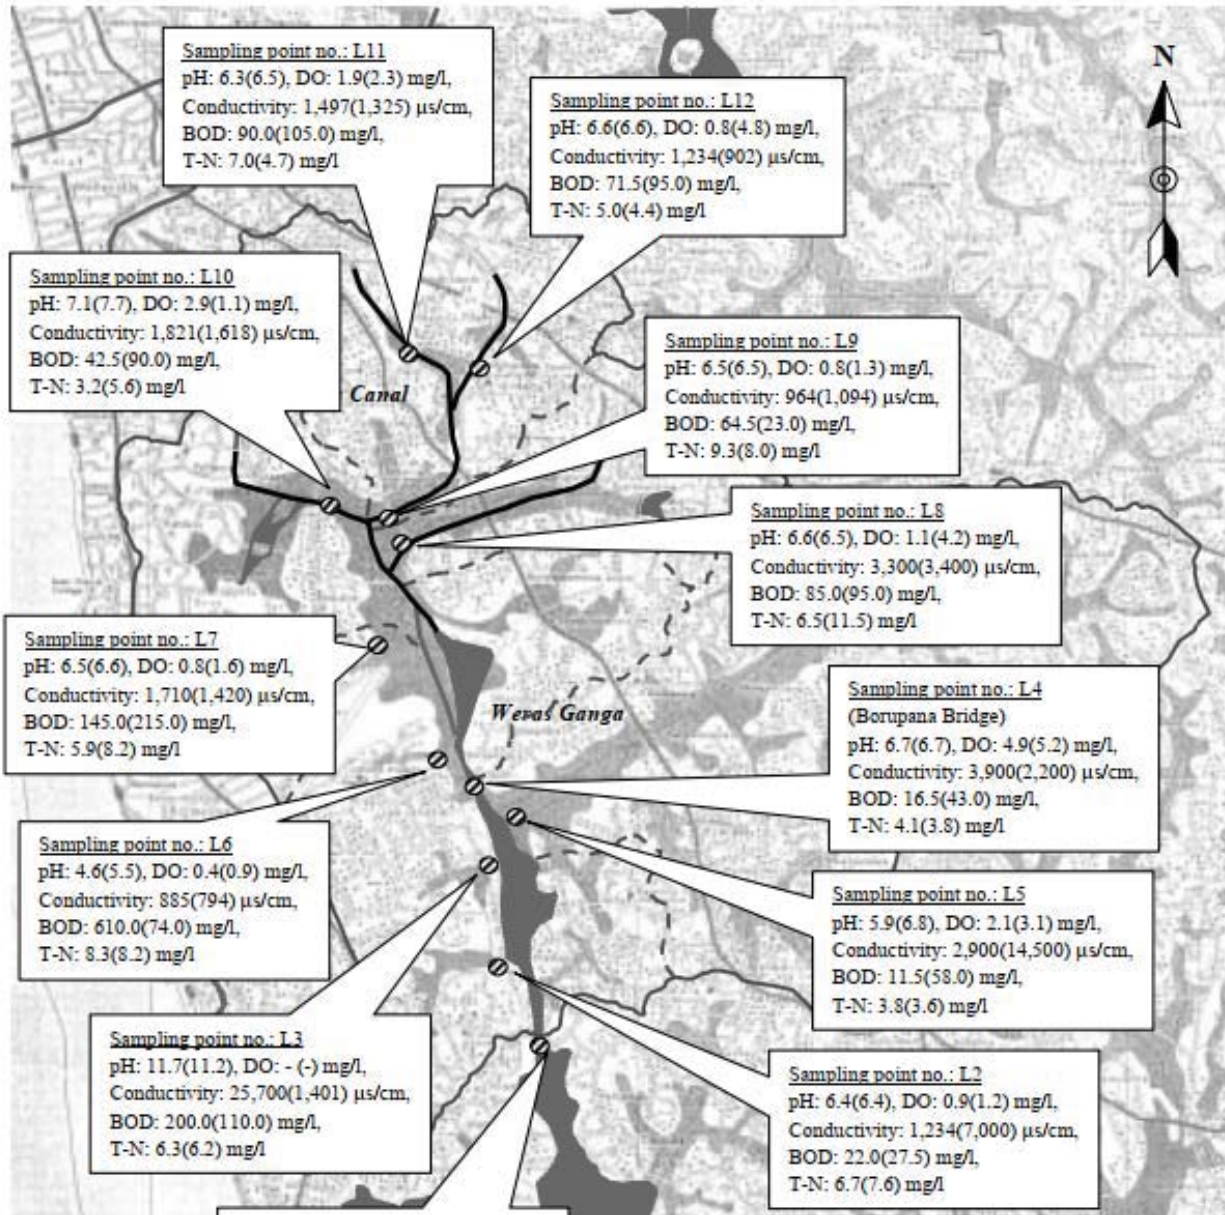 Sampling point no.: L11
pH: 6.3(6.5), DO: 1.9(2.3) mg/l,
Conductivity: 1,497(1,325) µs/cm,
BOD: 90.0(105.0) mg/l,
T-N: 7.0(4.7) mg/l
Sampling point no.: L12
pH: 6.6(6.6), DO: 0.8(4.8) mg/l,
Conductivity: 1,234(902) µs/cm,
BOD: 71.5(95.0) mg/l,
T-N: 5.0(4.4) mg/l
N
Sampling point no.: L10
pH: 7.1(7.7), DO: 2.9(1.1) mg/l,
Conductivity: 1,821(1,618) µs/cm,
BOD: 42.5(90.0) mg/l,
T-N: 3.2(5.6) mg/l
Canal
Sampling point no.: L9
pH: 6.5(6.5), DO: 0.8(1.3) mg/l,
Conductivity: 964(1,094) µs/cm,
BOD: 64.5(23.0) mg/l,
T-N: 9.3(8.0) mg/l
Sampling point no.: L8
pH: 6.6(6.5), DO: 1.1(4.2) mg/l,
Conductivity: 3,300(3,400) µs/cm,
BOD: 85.0(95.0) mg/l,
T-N: 6.5(11.5) mg/l
Sampling point no.: L7
pH: 6.5(6.6), DO: 0.8(1.6) mg/l,
Conductivity: 1,710(1,420) µs/cm,
BOD: 145.0(215.0) mg/l,
T-N: 5.9(8.2) mg/l
Weras Ganga
Sampling point no.: L4
(Borupana Bridge)
pH: 6.7(6.7), DO: 4.9(5.2) mg/l,
Conductivity: 3,900(2,200) µs/cm,
BOD: 16.5(43.0) mg/l,
T-N: 4.1(3.8) mg/l
Sampling point no.: L6
pH: 4.6(5.5), DO: 0.4(0.9) mg/l,
Conductivity: 885(794) µs/cm,
BOD: 610.0(74.0) mg/l,
T-N: 8.3(8.2) mg/l
Sampling point no.: L5
pH: 5.9(6.8), DO: 2.1(3.1) mg/l,
Conductivity: 2,900(14,500) µs/cm,
BOD: 11.5(58.0) mg/l,
T-N: 3.8(3.6) mg/l
Sampling point no.: L3
pH: 11.7(11.2), DO: - (-) mg/l,
Conductivity: 25,700(1,401) µs/cm,
BOD: 200.0(110.0) mg/l,
T-N: 6.3(6.2) mg/l
Sampling point no.: L2
pH: 6.4(6.4), DO: 0.9(1.2) mg/l,
Conductivity: 1,234(7,000) µs/cm,
BOD: 22.0(27.5) mg/l,
T-N: 6.7(7.6) mg/l